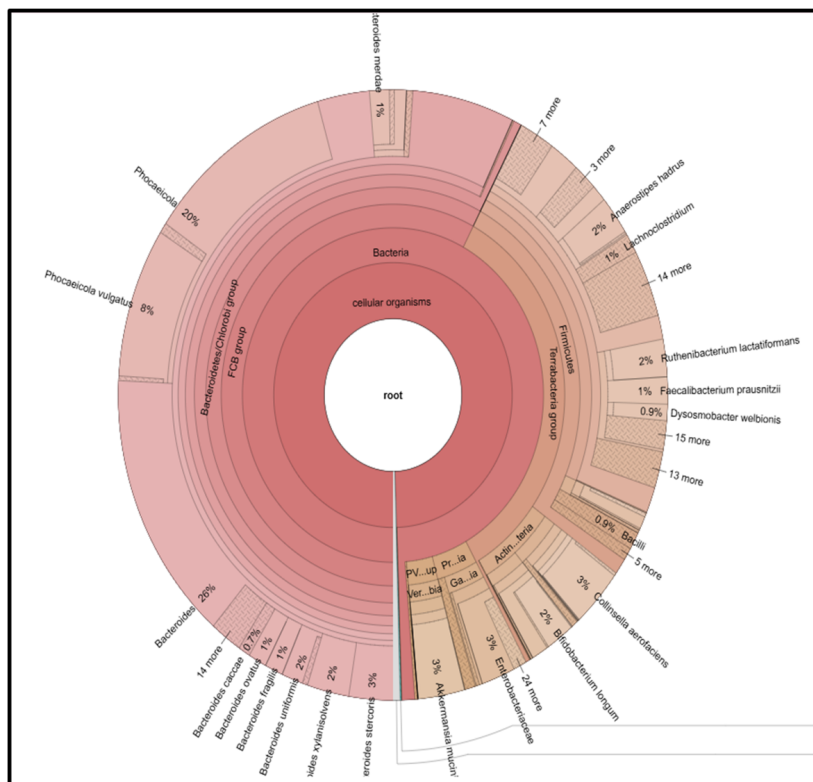 teroides merdae
1%
7 more
3 more
Anaerostipes hadrus
2%
Lachnoclostridium
1%
14 more
Phocaeicola
20%
Phocaeicola vulgatus
8%
Bacteria
cellular organisms
root
Bacteroidetes/Chlorobi group
FCB group
Firmicutes
Terrabacteria group
2%
Ruthenibacterium lactatiformans
1%
Faecalibacterium prausnitzii
0.9%
Dysosmobacter welbionis
15 more
13 more
0.9%
Bacilli
5 more
Actin...teria
3%
Collinsella aerofaciens
2%
Bifidobacterium longum
Pr...ia
Ga...ia
PV...up
Ver...bia
24 more
3%
Enterobacteriaceae
3%
Akkermansia mucini
3%
teroides stercoris
2%
oides xylanisolvens
2%
Bacteroides uniformis
1%
Bacteroides fragilis
1%
Bacteroides ovatus
0.7%
Bacteroides caccae
14 more
26%
Bacteroides